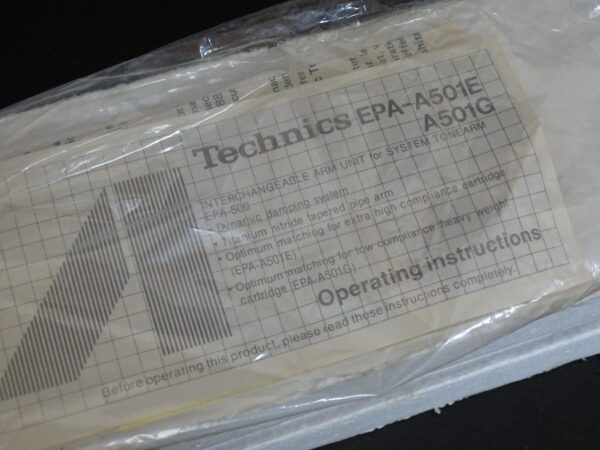 Technics EPA-A501E
A501G
INTERCHANGEABLE ARM UNIT for SYSTEM TONEARM
EPA-500
• Dynamic damping system
• Titanium nitride tapered pipe arm
• Optimum matching for extra high compliance cartridge
(EPA-A501E)
• Optimum matching for low compliance/heavy weight
cartridge (EPA-A501G)
Operating instructions
Before operating this product, please read these instructions completely.